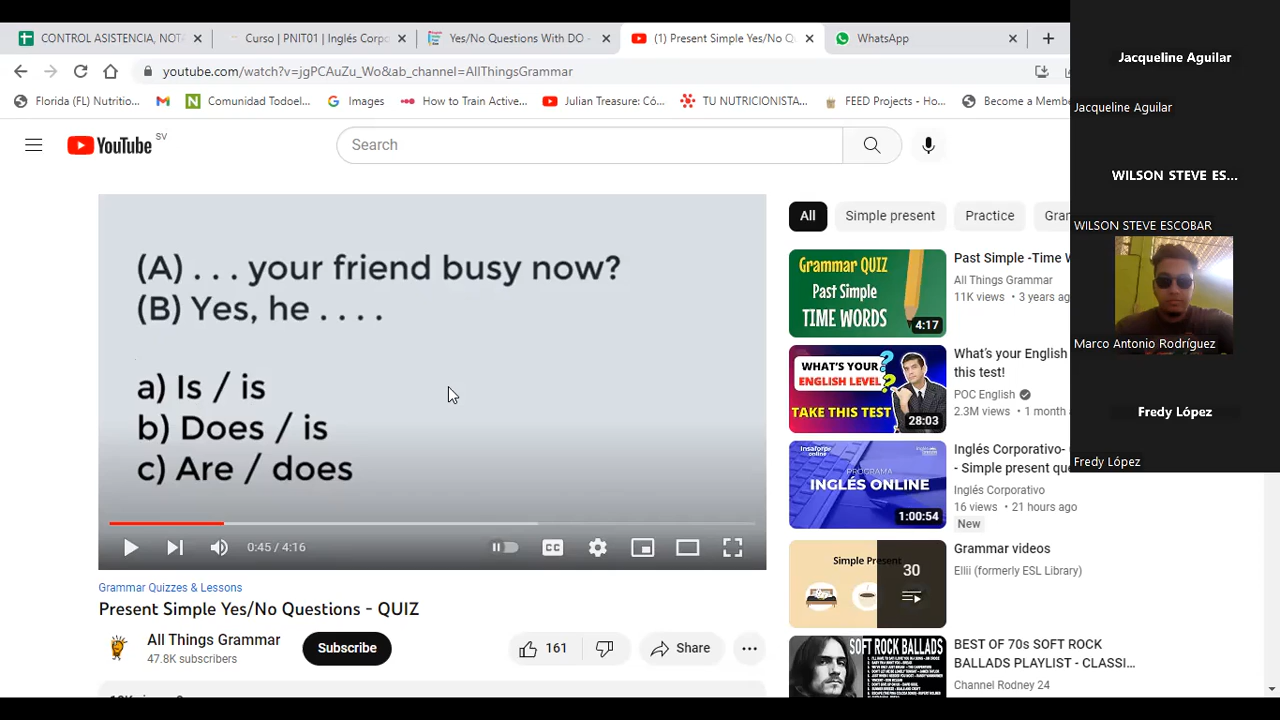 CONTROL ASISTENCIA, NOTA
Curso | PNIT01 | Inglés Corpo
Yes/No Questions With DO -
(1) Present Simple Yes/No Qu
WhatsApp
youtube.com/watch?v=jgPCAuZu_Wo&ab_channel=AllThingsGrammar
Florida (FL) Nutritio...
Comunidad Todoel...
Images
How to Train Active...
Julian Treasure: Có...
TU NUTRICIONISTA...
FEED Projects - Ho...
Become a Membe
YouTube SV
Search
(A) . . . your friend busy now?
(B) Yes, he . . . .
a) Is / is
b) Does / is
c) Are / does
0:45 / 4:16
CC
Grammar Quizzes & Lessons
Present Simple Yes/No Questions - QUIZ
All Things Grammar
47.8K subscribers
Subscribe
161
Share
All
Simple present
Practice
Gran
Grammar QUIZ
Past Simple
TIME WORDS
4:17
Past Simple -Time W
All Things Grammar
11K views • 3 years ag
WHAT'S YOUR
ENGLISH LEVEL?
TAKE THIS TEST
28:03
What's your English
this test!
POC English
2.3M views • 1 month
Insaforp online
PROGRAMA
INGLÉS ONLINE
1:00:54
Inglés Corporativo-
- Simple present que
Inglés Corporativo
16 views • 21 hours ago
New
Simple Present
30
Grammar videos
Ellii (formerly ESL Library)
SOFT ROCK
BALLADS
BEST OF 70s SOFT ROCK
BALLADS PLAYLIST - CLASSI...
Channel Rodney 24
Jacqueline Aguilar
Jacqueline Aguilar
WILSON STEVE ES...
WILSON STEVE ESCOBAR
Marco Antonio Rodríguez
Fredy López
Fredy López